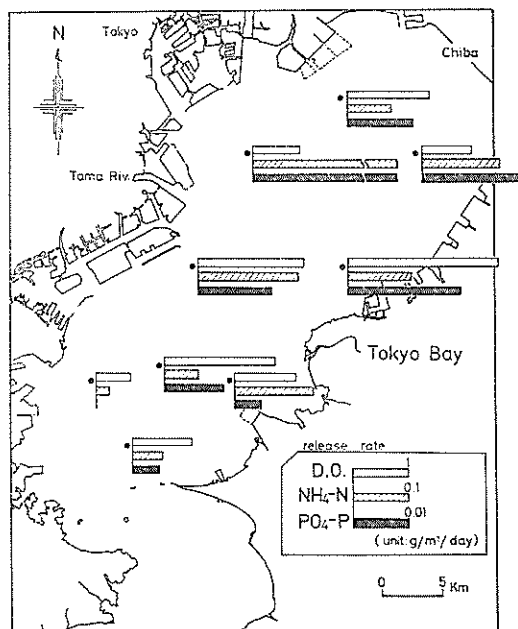 N
Tokyo
Chiba
Tama Riv.
Tokyo Bay
release rate
1
D.O.
0.1
NH₄-N
0.01
PO₄-P
(unit: g/m²/day)
0 5 Km